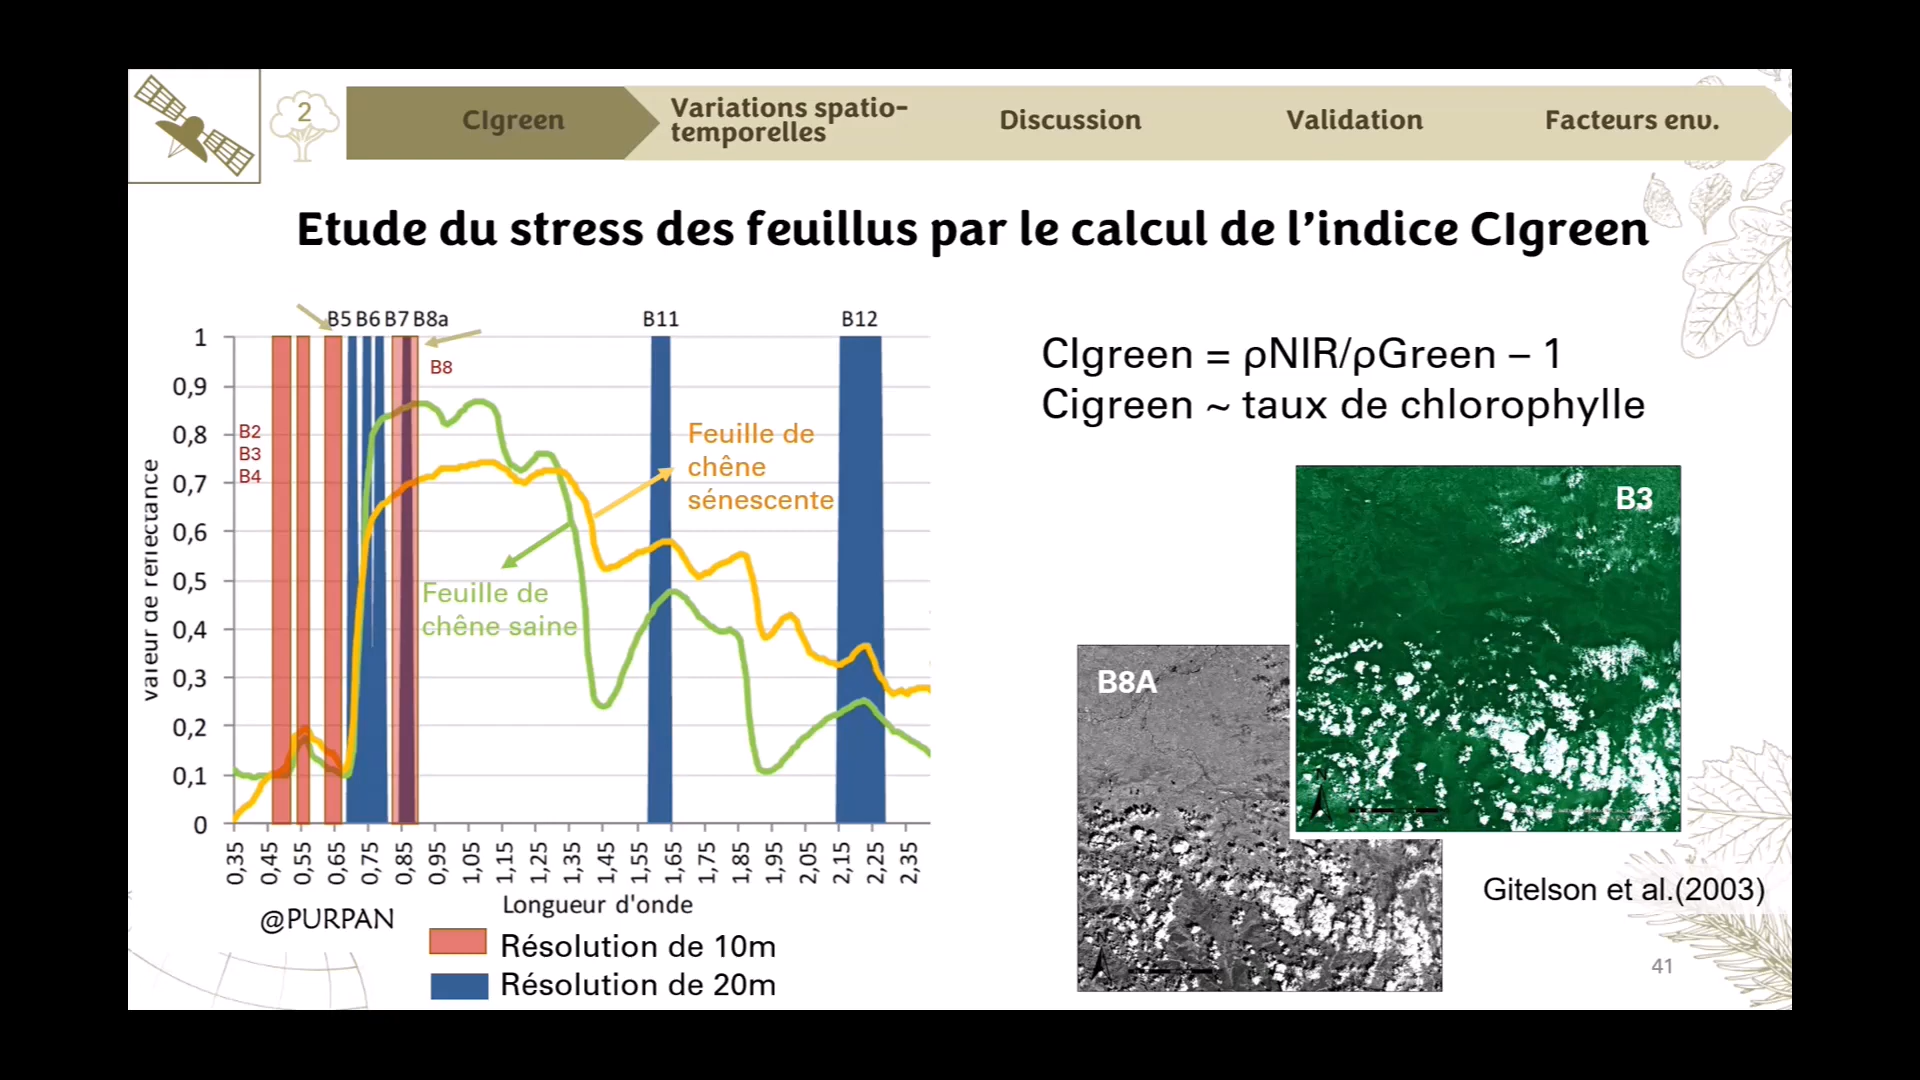 2
CIgreen
Variations spatio-
temporelles
Discussion
Validation
Facteurs env.
Etude du stress des feuillus par le calcul de l'indice CIgreen
B5 B6 B7 B8a
B11
B12
B8
B2
B3
B4
1
0,9
0,8
0,7
0,6
0,5
0,4
0,3
0,2
0,1
0
valeur de reflectance
Feuille de
chêne
sénescente
Feuille de
chêne saine
0,35 0,45 0,55 0,65 0,75 0,85 0,95 1,05 1,15 1,25 1,35 1,45 1,55 1,65 1,75 1,85 1,95 2,05 2,15 2,25 2,35
Longueur d'onde
@PURPAN
Résolution de 10m
Résolution de 20m
CIgreen = ρNIR/ρGreen – 1
Cigreen ~ taux de chlorophylle
B3
N
B8A
N
Gitelson et al.(2003)
41